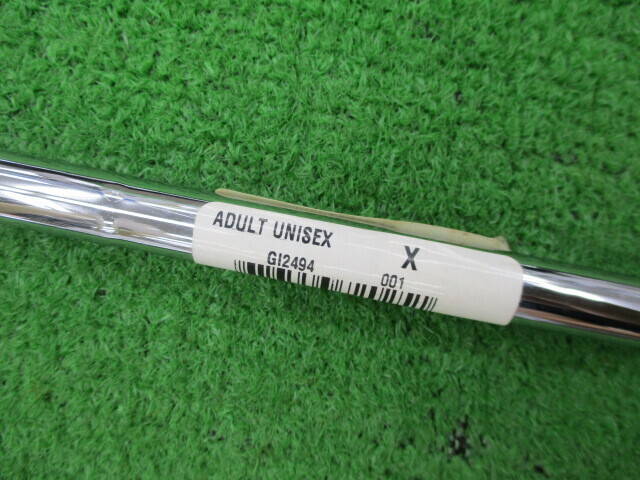 ADULT UNISEX X
GI2494 001